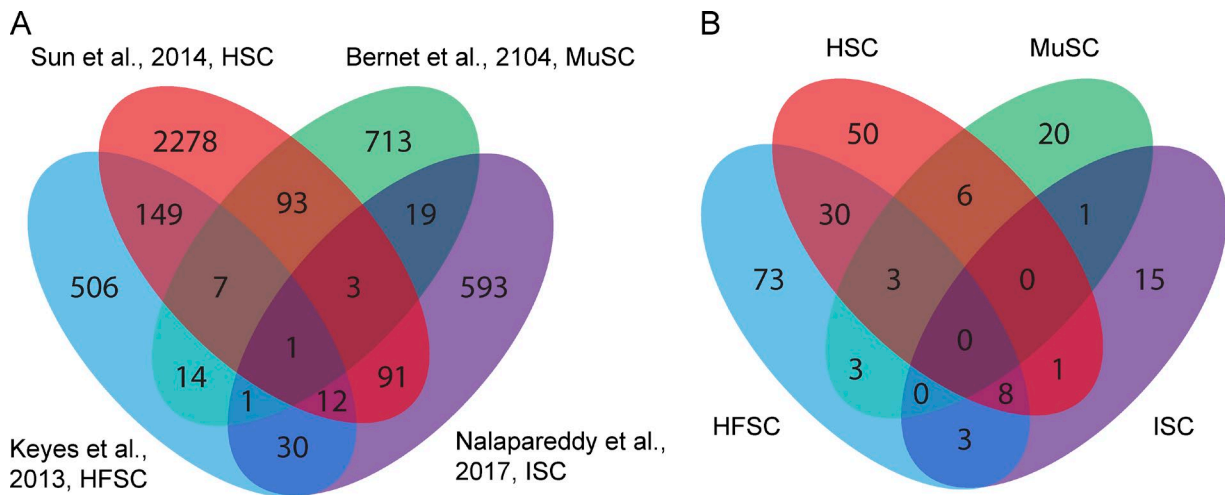 A
Sun et al., 2014, HSC
Bernet et al., 2104, MuSC
2278
713
149
93
19
506
7
3
593
1
14
91
1
12
30
Keyes et al.,
2013, HFSC
Nalapareddy et al.,
2017, ISC
B
HSC
MuSC
50
20
30
6
1
73
3
0
15
0
3
1
0
8
3
HFSC
ISC